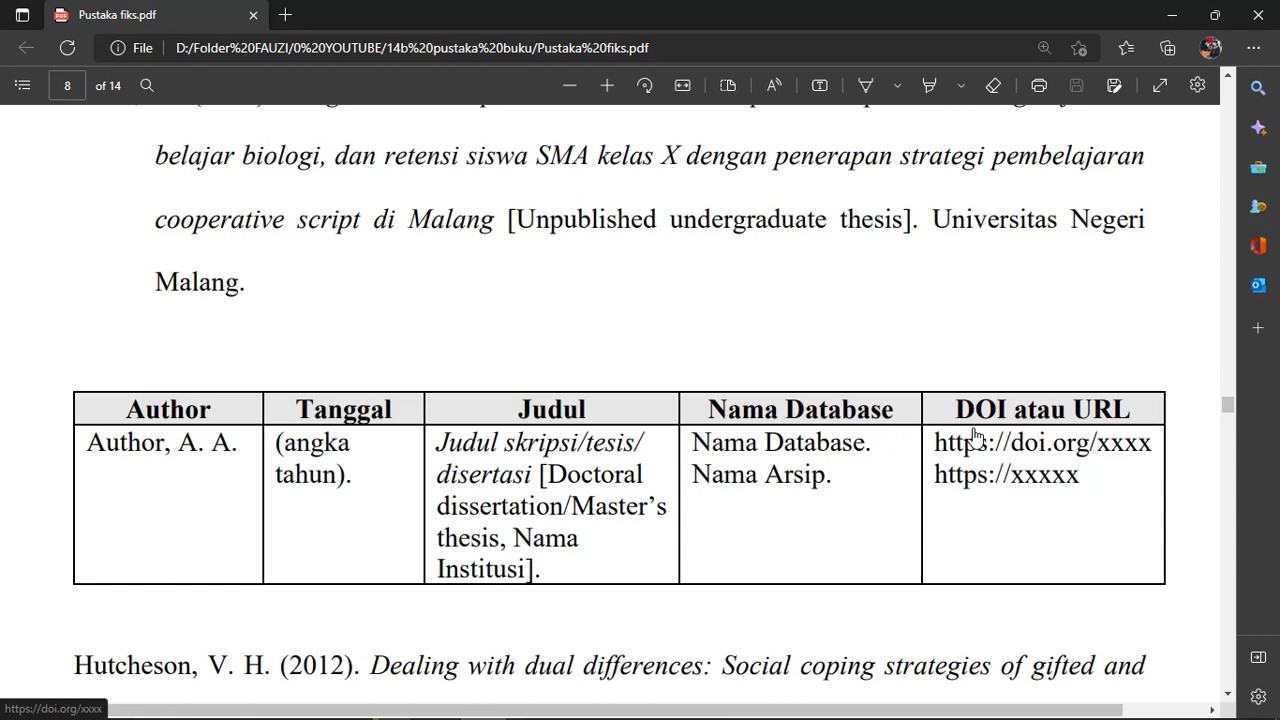 Pustaka fiks.pdf
File
D:/Folder%20FAUZI/0%20YOUTUBE/14b%20pustaka%20buku/Pustaka%20fiks.pdf
8 of 14
belajar biologi, dan retensi siswa SMA kelas X dengan penerapan strategi pembelajaran
cooperative script di Malang [Unpublished undergraduate thesis]. Universitas Negeri
Malang.
Author Tanggal Judul Nama Database DOI atau URL
Author, A. A. (angka Judul skripsi/tesis/ Nama Database. https://doi.org/xxxx
tahun). disertasi [Doctoral Nama Arsip. https://xxxxx
dissertation/Master’s
thesis, Nama
Institusi].
Hutcheson, V. H. (2012). Dealing with dual differences: Social coping strategies of gifted and
https://doi.org/xxxx